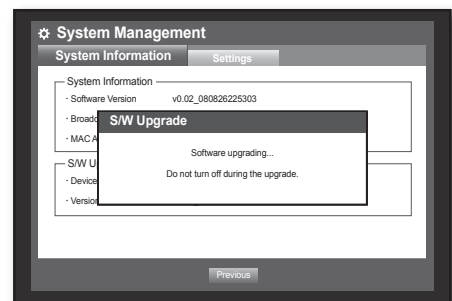 System Management
System Information
Settings
System Information
· Software Version v0.02_080826225303
· Broadc
· MAC A
S/W Upgrade
Software upgrading...
Do not turn off during the upgrade.
S/W U
· Device
· Version
Previous